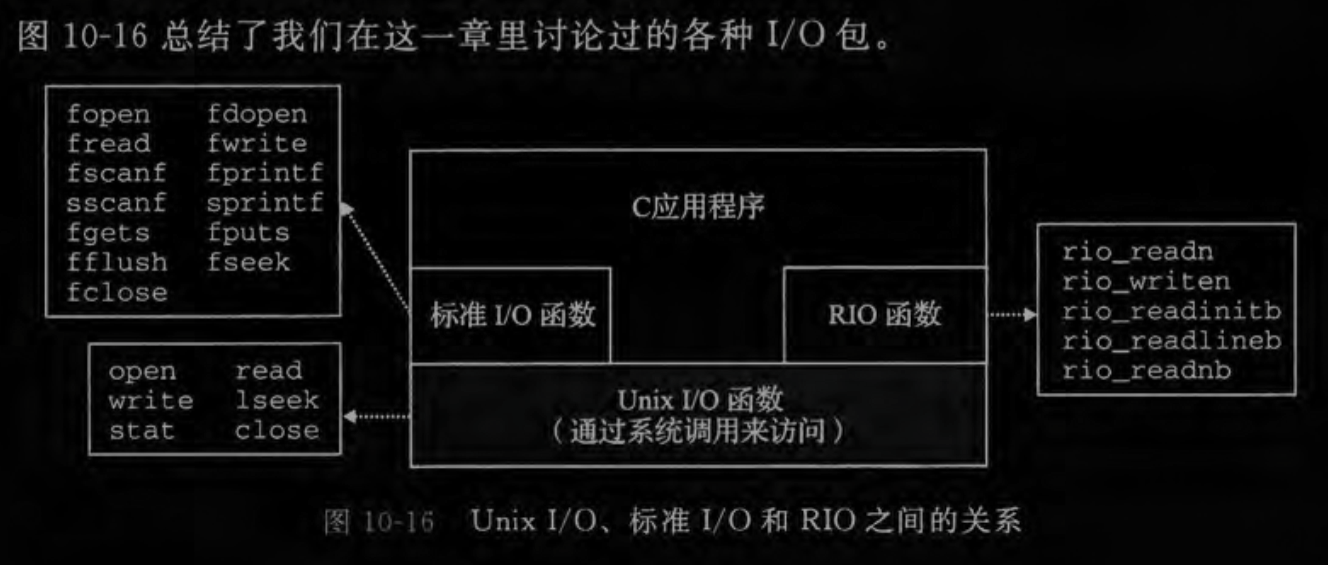 图 10-16 总结了我们在这一章里讨论过的各种 I/O 包。
fopen fdopen
fread fwrite
fscanf fprintf
sscanf sprintf
fgets fputs
fflush fseek
fclose
open read
write lseek
stat close
C应用程序
标准 I/O 函数
RIO 函数
Unix I/O 函数
（通过系统调用来访问）
rio_readn
rio_writen
rio_readinitb
rio_readlineb
rio_readnb
图 10-16 Unix I/O、标准 I/O 和 RIO 之间的关系